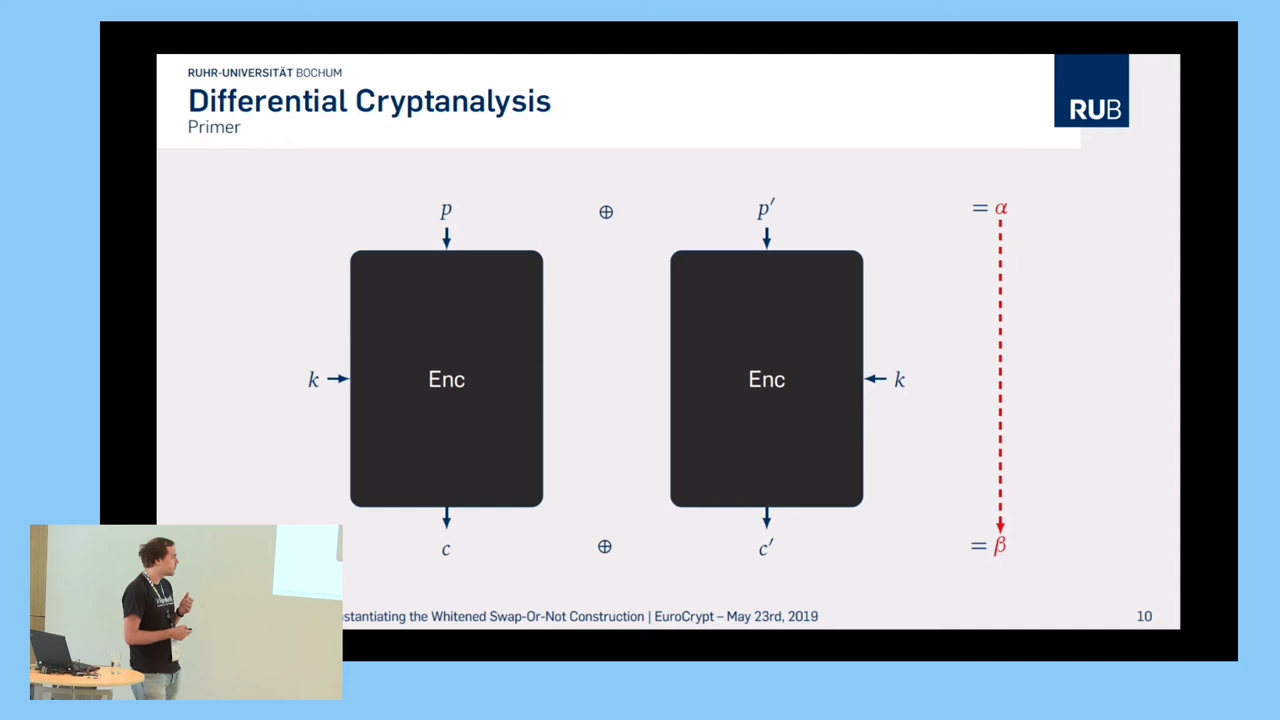 RUHR-UNIVERSITÄT BOCHUM
Differential Cryptanalysis
Primer
RUB
p ⊕ p′ = α
k Enc Enc k
c ⊕ c′ = β
stantiating the Whitened Swap-Or-Not Construction | EuroCrypt – May 23rd, 2019 10